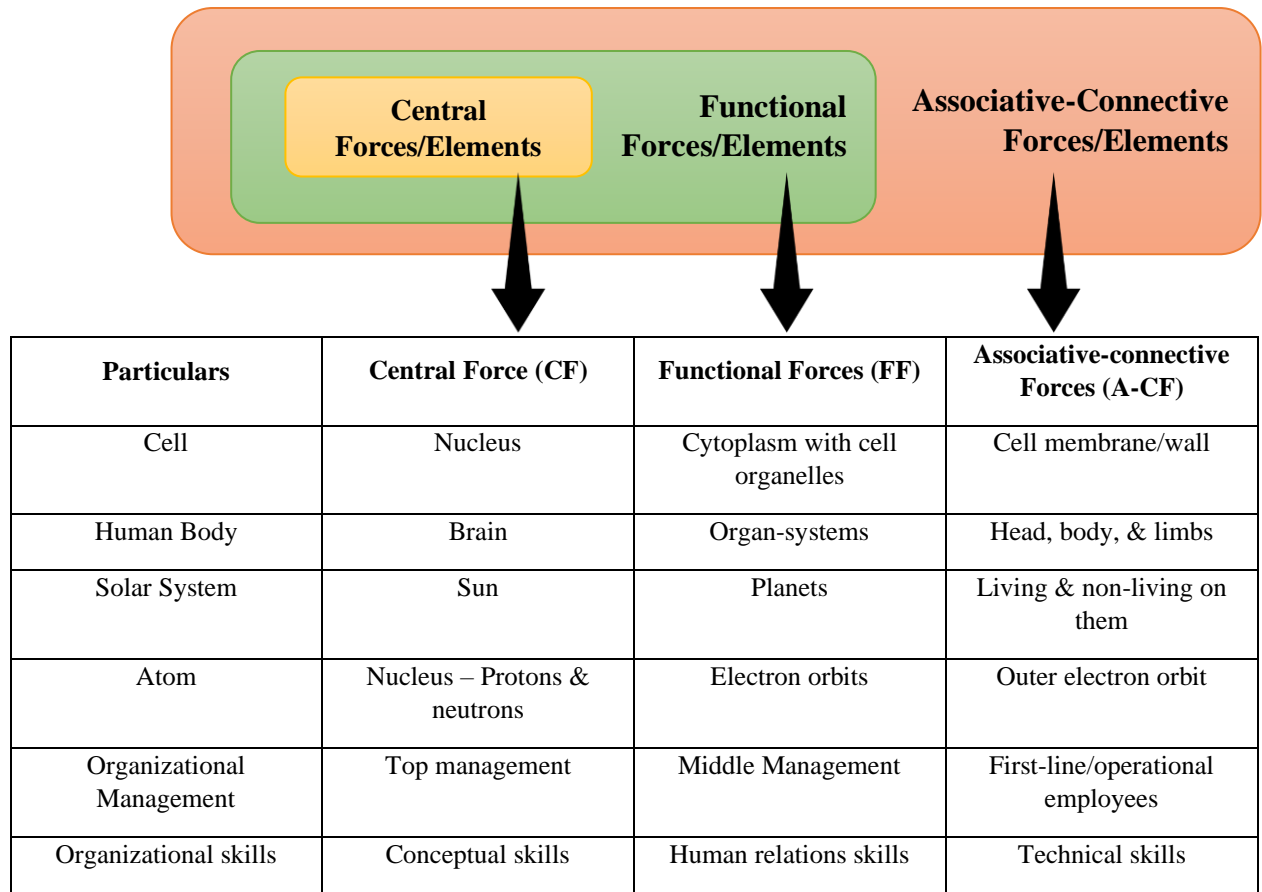 Central
Forces/Elements
Functional
Forces/Elements
Associative-Connective
Forces/Elements
Particulars
Central Force (CF)
Functional Forces (FF)
Associative-connective
Forces (A-CF)
Cell
Nucleus
Cytoplasm with cell
organelles
Cell membrane/wall
Human Body
Brain
Organ-systems
Head, body, & limbs
Solar System
Sun
Planets
Living & non-living on
them
Atom
Nucleus – Protons &
neutrons
Electron orbits
Outer electron orbit
Organizational
Management
Top management
Middle Management
First-line/operational
employees
Organizational skills
Conceptual skills
Human relations skills
Technical skills